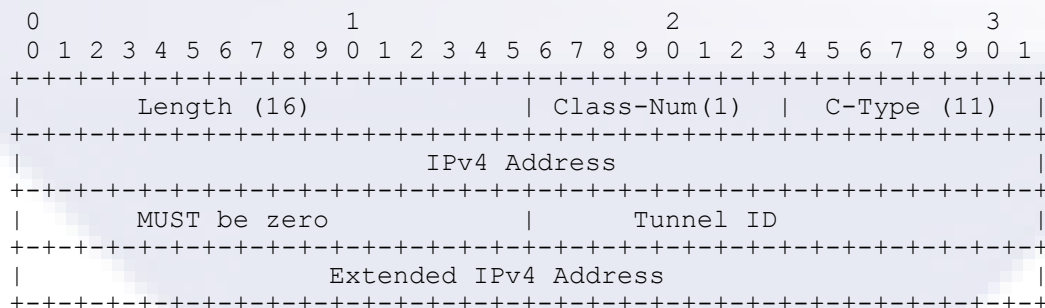 0                   1                   2                   3
0 1 2 3 4 5 6 7 8 9 0 1 2 3 4 5 6 7 8 9 0 1 2 3 4 5 6 7 8 9 0 1
+-+-+-+-+-+-+-+-+-+-+-+-+-+-+-+-+-+-+-+-+-+-+-+-+-+-+-+-+-+-+-+-+
|       Length (16)             | Class-Num(1)  |  C-Type (11)  |
+-+-+-+-+-+-+-+-+-+-+-+-+-+-+-+-+-+-+-+-+-+-+-+-+-+-+-+-+-+-+-+-+
|                         IPv4 Address                          |
+-+-+-+-+-+-+-+-+-+-+-+-+-+-+-+-+-+-+-+-+-+-+-+-+-+-+-+-+-+-+-+-+
|       MUST be zero            |      Tunnel ID                |
+-+-+-+-+-+-+-+-+-+-+-+-+-+-+-+-+-+-+-+-+-+-+-+-+-+-+-+-+-+-+-+-+
|                   Extended IPv4 Address                       |
+-+-+-+-+-+-+-+-+-+-+-+-+-+-+-+-+-+-+-+-+-+-+-+-+-+-+-+-+-+-+-+-+